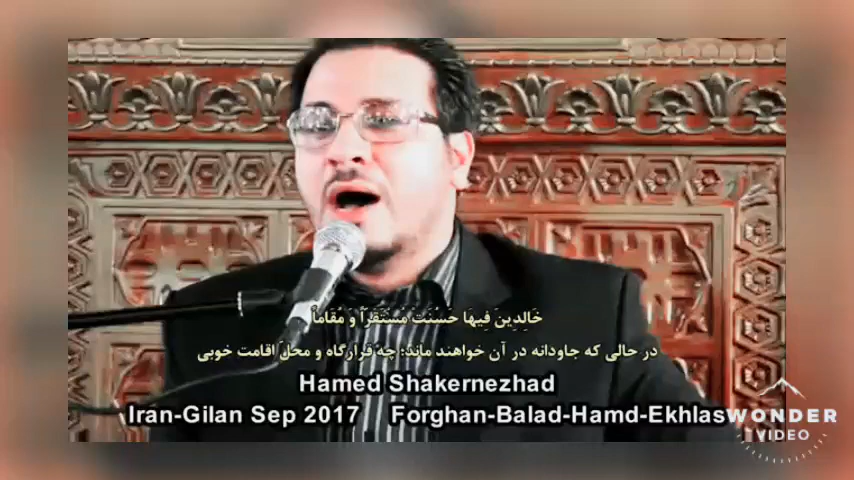 خَالِدِينَ فِيهَا حَسُنَتْ مُسْتَقَرّاً وَ مُقَاماً
در حالی که جاودانه در آن خواهند ماند؛ چه قرارگاه و محلّ اقامت خوبی
Hamed Shakernezhad
Iran-Gilan Sep 2017 Forghan-Balad-Hamd-Ekhlas
WONDER
VIDEO